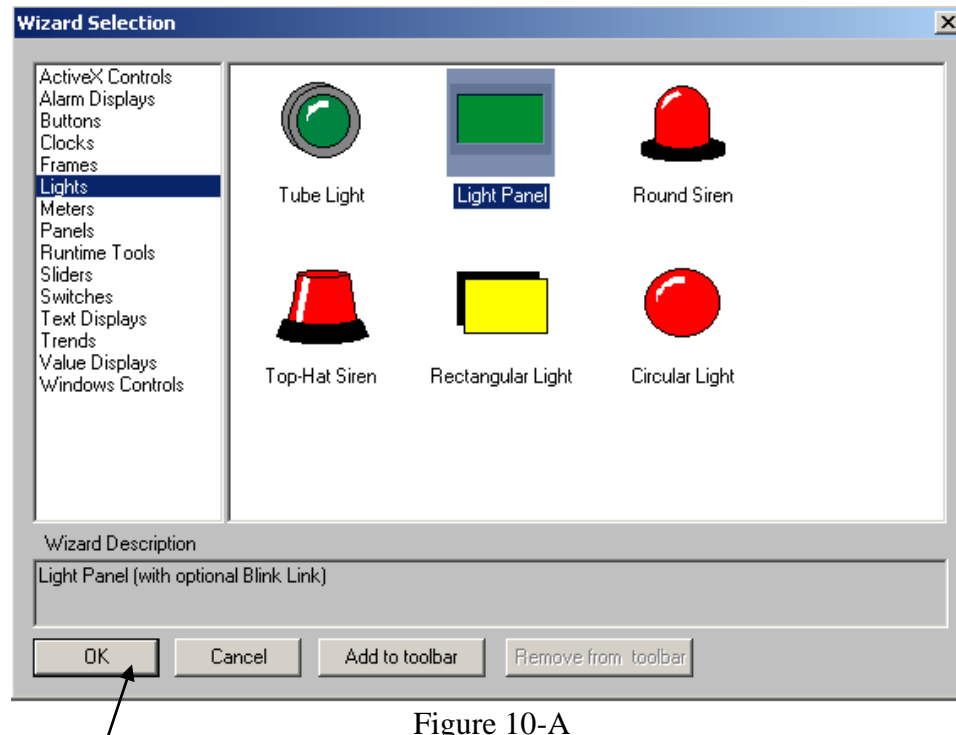 Wizard Selection
ActiveX Controls
Alarm Displays
Buttons
Clocks
Frames
Lights
Meters
Panels
Runtime Tools
Sliders
Switches
Text Displays
Trends
Value Displays
Windows Controls
Tube Light
Light Panel
Round Siren
Top-Hat Siren
Rectangular Light
Circular Light
Wizard Description
Light Panel (with optional Blink Link)
OK
Cancel
Add to toolbar
Remove from toolbar
Figure 10-A